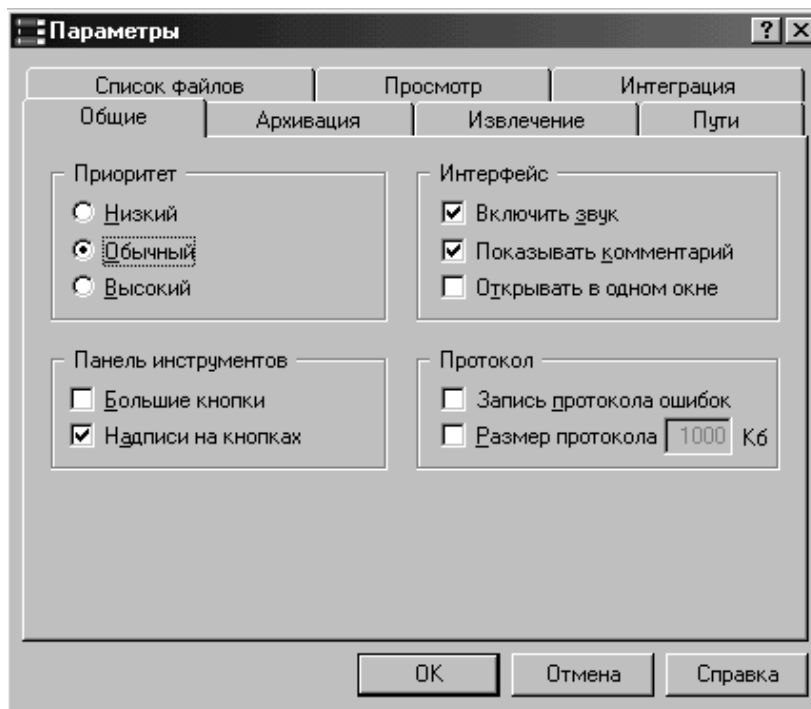 Параметры
Список файлов Просмотр Интеграция
Общие Архивация Извлечение Пути
Приоритет
Низкий
Обычный
Высокий
Интерфейс
Включить звук
Показывать комментарий
Открывать в одном окне
Панель инструментов
Большие кнопки
Надписи на кнопках
Протокол
Запись протокола ошибок
Размер протокола 1000 Кб
OK Отмена Справка